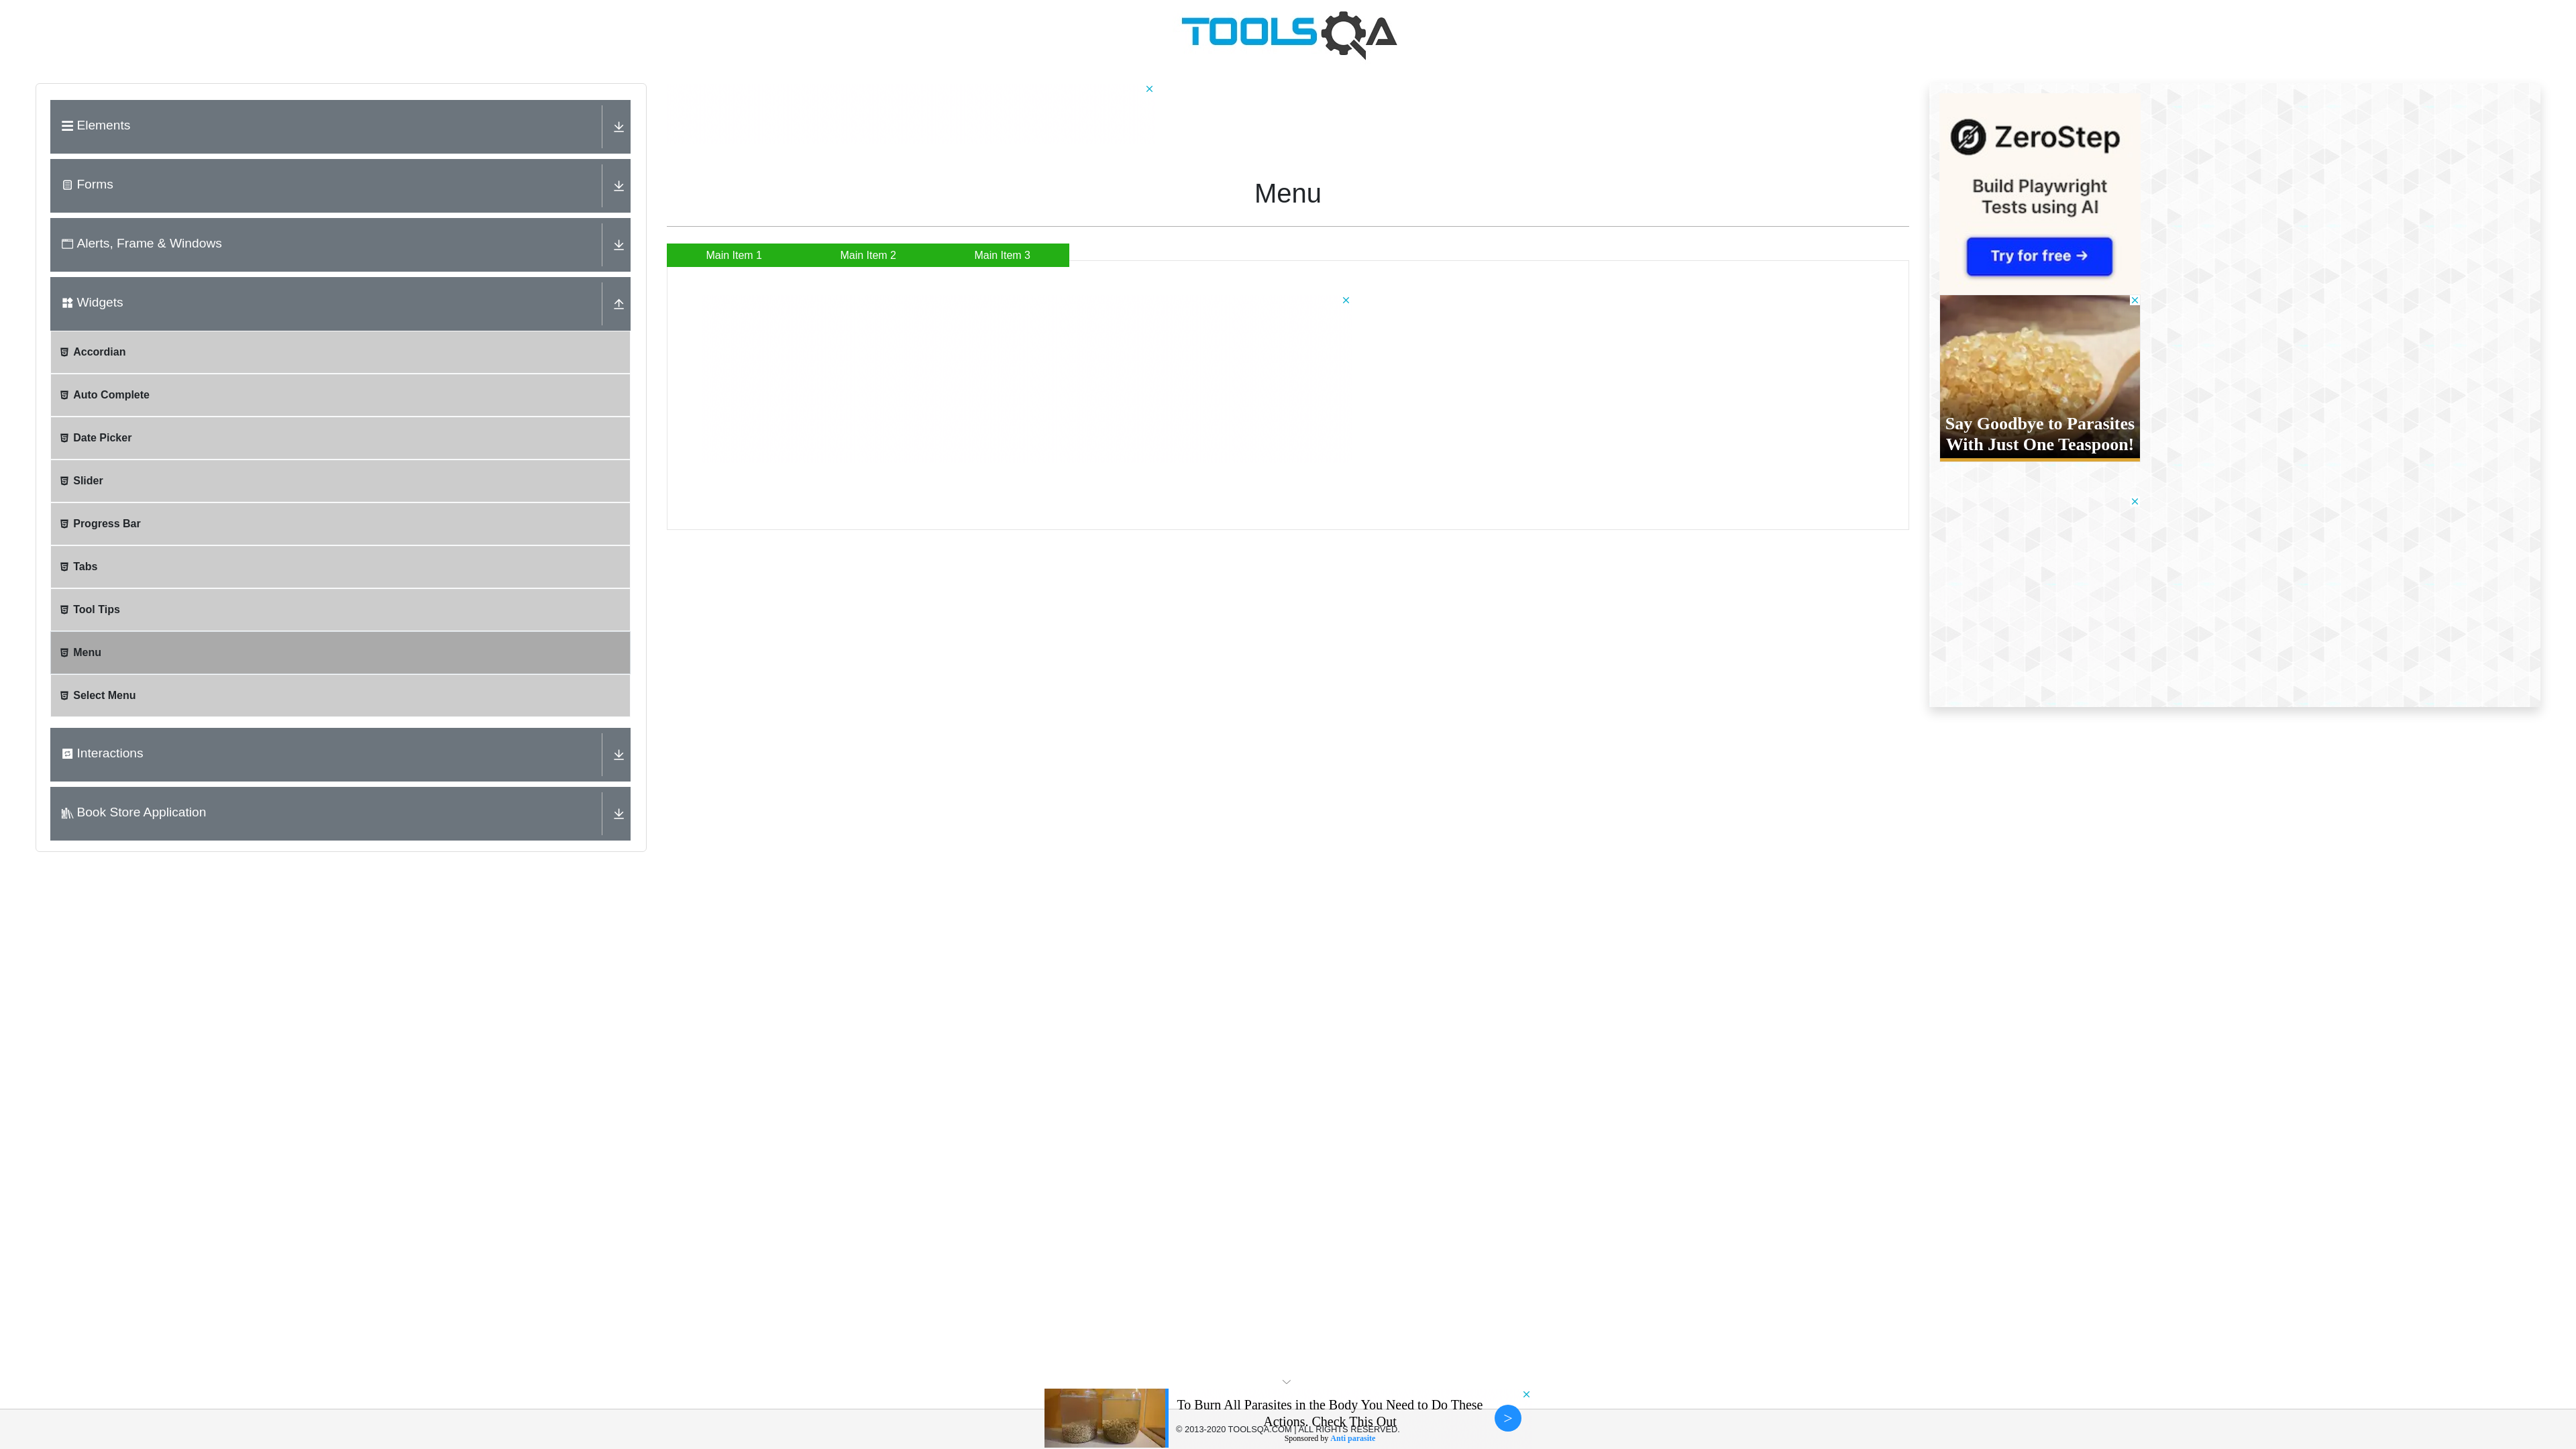 TOOLSQA
Elements
Forms
Alerts, Frame & Windows
Widgets
Accordian
Auto Complete
Date Picker
Slider
Progress Bar
Tabs
Tool Tips
Menu
Select Menu
Interactions
Book Store Application
Menu
Main Item 1
Main Item 2
Main Item 3
ZeroStep
Build Playwright
Tests using AI
Try for free →
Say Goodbye to Parasites
With Just One Teaspoon!
To Burn All Parasites in the Body You Need to Do These
Actions. Check This Out
© 2013-2020 TOOLSQA.COM | ALL RIGHTS RESERVED.
Sponsored by Anti parasite
>